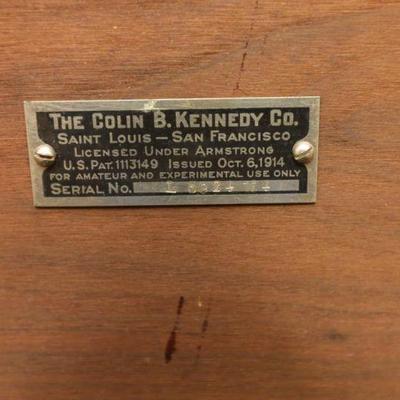 THE COLIN B. KENNEDY CO.
SAINT LOUIS — SAN FRANCISCO
LICENSED UNDER ARMSTRONG
U.S. PAT. 1113149 ISSUED OCT. 6, 1914
FOR AMATEUR AND EXPERIMENTAL USE ONLY
SERIAL NO.